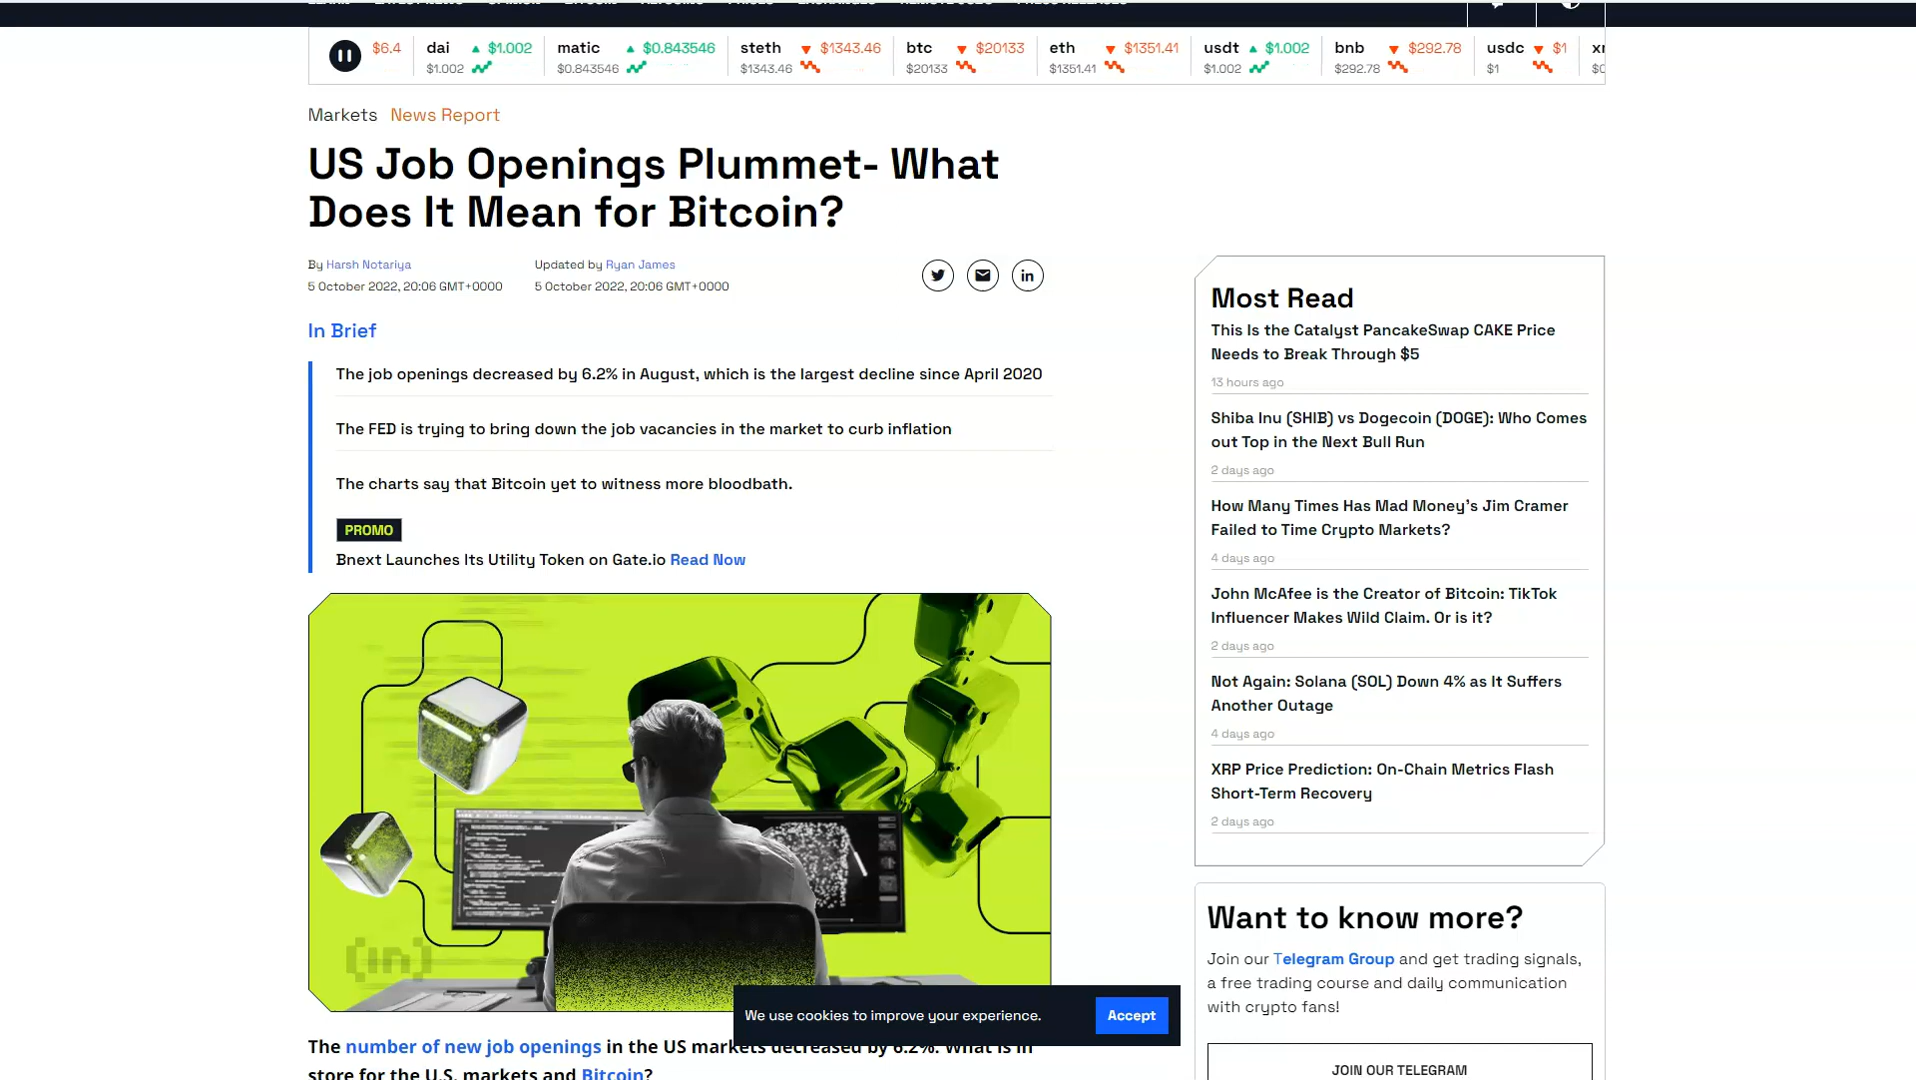 $6.4
dai $1.002
$1.002
matic $0.843546
$0.843546
steth $1343.46
$1343.46
btc $20133
$20133
eth $1351.41
$1351.41
usdt $1.002
$1.002
bnb $292.78
$292.78
usdc $1
$1
Markets News Report
US Job Openings Plummet- What
Does It Mean for Bitcoin?
By Harsh Notariya
5 October 2022, 20:06 GMT+0000
Updated by Ryan James
5 October 2022, 20:06 GMT+0000
In Brief
The job openings decreased by 6.2% in August, which is the largest decline since April 2020
The FED is trying to bring down the job vacancies in the market to curb inflation
The charts say that Bitcoin yet to witness more bloodbath.
PROMO
Bnext Launches Its Utility Token on Gate.io Read Now
(in)
We use cookies to improve your experience.
Accept
The number of new job openings in the US markets decreased by 6.2%. What is in
store for the U.S. markets and Bitcoin?
Most Read
This Is the Catalyst PancakeSwap CAKE Price
Needs to Break Through $5
13 hours ago
Shiba Inu (SHIB) vs Dogecoin (DOGE): Who Comes
out Top in the Next Bull Run
2 days ago
How Many Times Has Mad Money's Jim Cramer
Failed to Time Crypto Markets?
4 days ago
John McAfee is the Creator of Bitcoin: TikTok
Influencer Makes Wild Claim. Or is it?
2 days ago
Not Again: Solana (SOL) Down 4% as It Suffers
Another Outage
4 days ago
XRP Price Prediction: On-Chain Metrics Flash
Short-Term Recovery
2 days ago
Want to know more?
Join our Telegram Group and get trading signals,
a free trading course and daily communication
with crypto fans!
JOIN OUR TELEGRAM